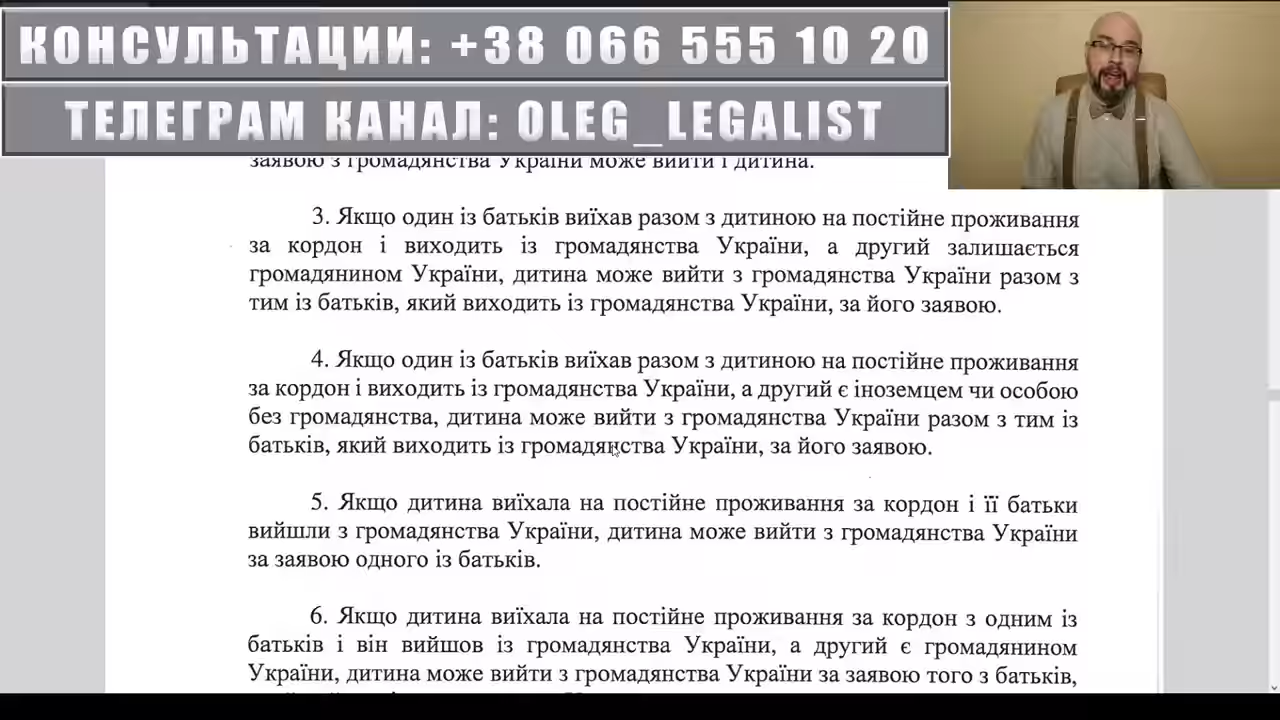 КОНСУЛЬТАЦИИ: +38 066 555 10 20
ТЕЛЕГРАМ КАНАЛ: OLEG_LEGALIST
заявою з громадянства України може вийти і дитина.
3. Якщо один із батьків виїхав разом з дитиною на постійне проживання
за кордон і виходить із громадянства України, а другий залишається
громадянином України, дитина може вийти з громадянства України разом з
тим із батьків, який виходить із громадянства України, за його заявою.
4. Якщо один із батьків виїхав разом з дитиною на постійне проживання
за кордон і виходить із громадянства України, а другий є іноземцем чи особою
без громадянства, дитина може вийти з громадянства України разом з тим із
батьків, який виходить із громадянства України, за його заявою.
5. Якщо дитина виїхала на постійне проживання за кордон і її батьки
вийшли з громадянства України, дитина може вийти з громадянства України
за заявою одного із батьків.
6. Якщо дитина виїхала на постійне проживання за кордон з одним із
батьків і він вийшов із громадянства України, а другий є громадянином
України, дитина може вийти з громадянства України за заявою того з батьків,